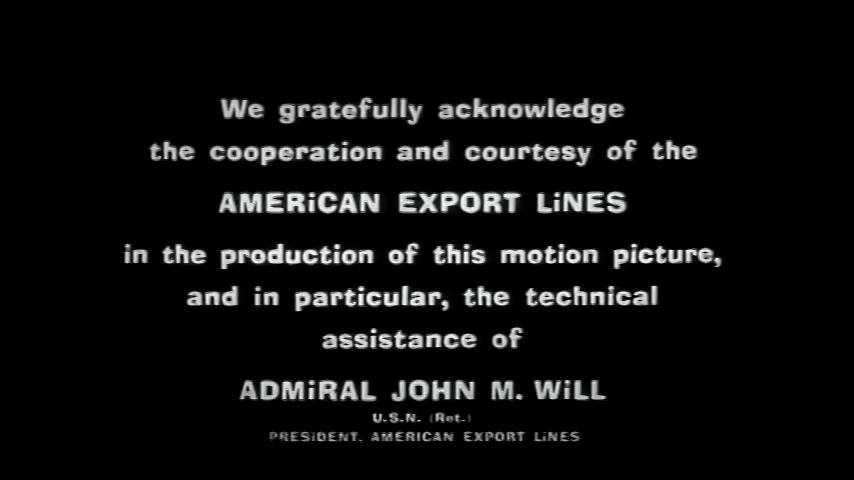 We gratefully acknowledge
the cooperation and courtesy of the
AMERiCAN EXPORT LiNES
in the production of this motion picture,
and in particular, the technical
assistance of
ADMiRAL JOHN M. WiLL
U.S.N. (Ret.)
PRESiDENT, AMERICAN EXPORT LiNES